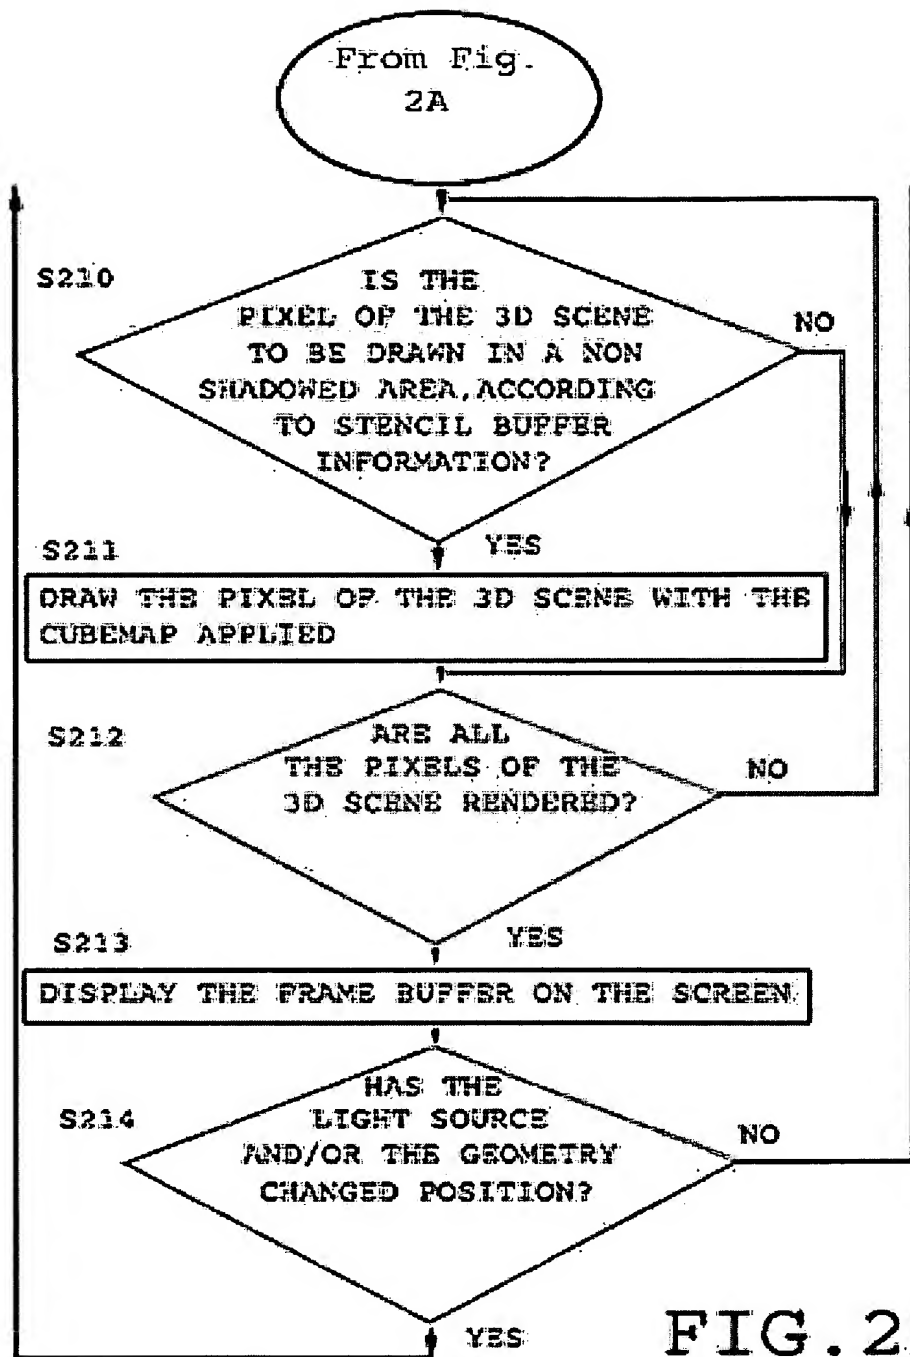 From Fig.
2A
S210
IS THE
PIXEL OF THE 3D SCENE
TO BE DRAWN IN A NON
SHADOWED AREA, ACCORDING
TO STENCIL BUFFER
INFORMATION?
NO
YES
S211
DRAW THE PIXEL OF THE 3D SCENE WITH THE
CUBEMAP APPLIED
S212
ARE ALL
THE PIXELS OF THE
3D SCENE RENDERED?
NO
YES
S213
DISPLAY THE FRAME BUFFER ON THE SCREEN
S214
HAS THE
LIGHT SOURCE
AND/OR THE GEOMETRY
CHANGED POSITION?
NO
YES
FIG.2